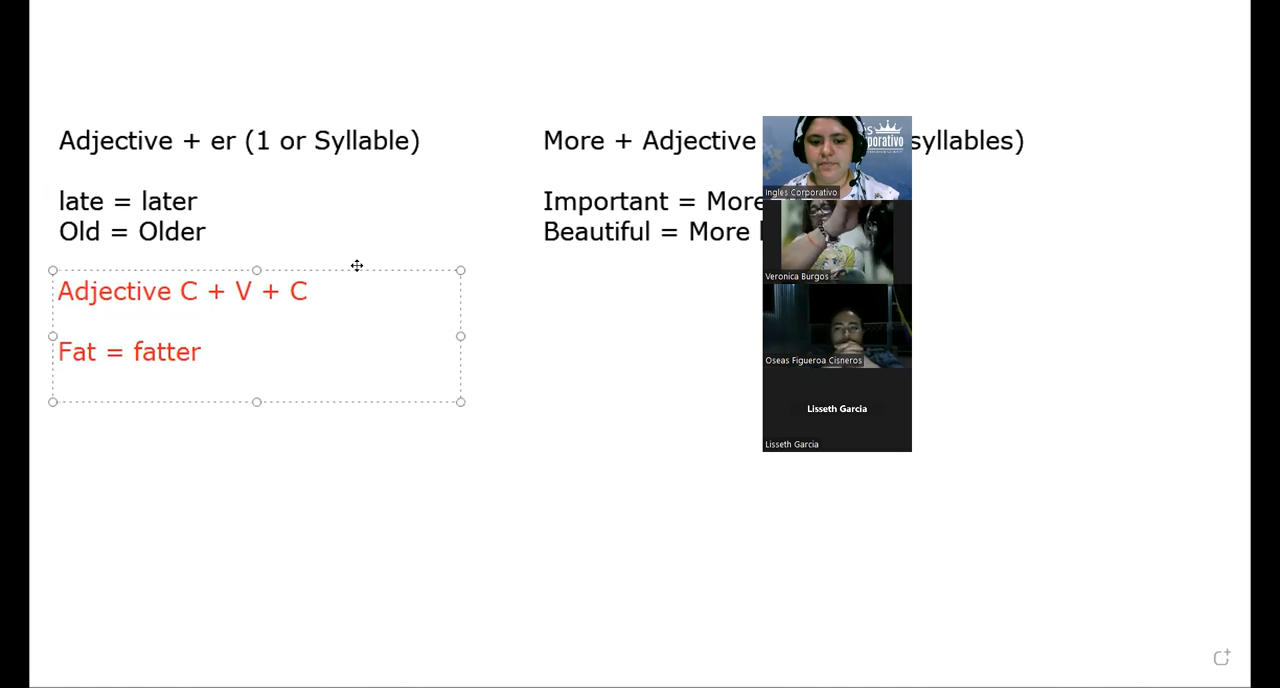 Adjective + er (1 or Syllable)
late = later
Old = Older
Adjective C + V + C
Fat = fatter
More + Adjective
syllables)
Important = More
Beautiful = More
porativo
Ingles Corporativo
Veronica Burgos
Oseas Figueroa Cisneros
Lisseth Garcia
Lisseth Garcia